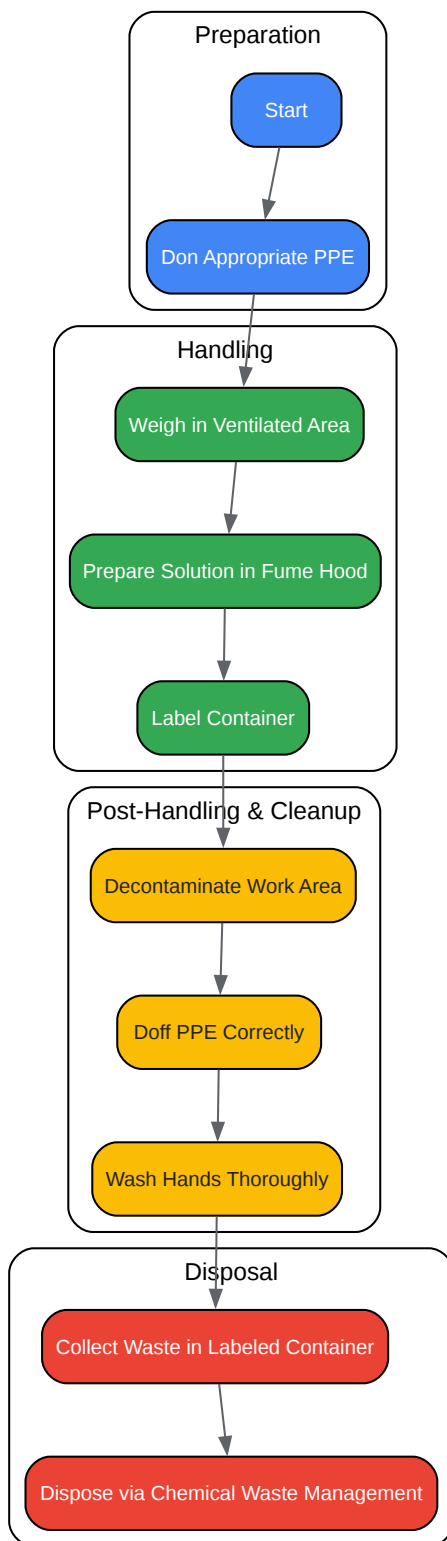 Preparation
Start
Don Appropriate PPE
Handling
Weigh in Ventilated Area
Prepare Solution in Fume Hood
Label Container
Post-Handling & Cleanup
Decontaminate Work Area
Doff PPE Correctly
Wash Hands Thoroughly
Disposal
Collect Waste in Labeled Container
Dispose via Chemical Waste Management